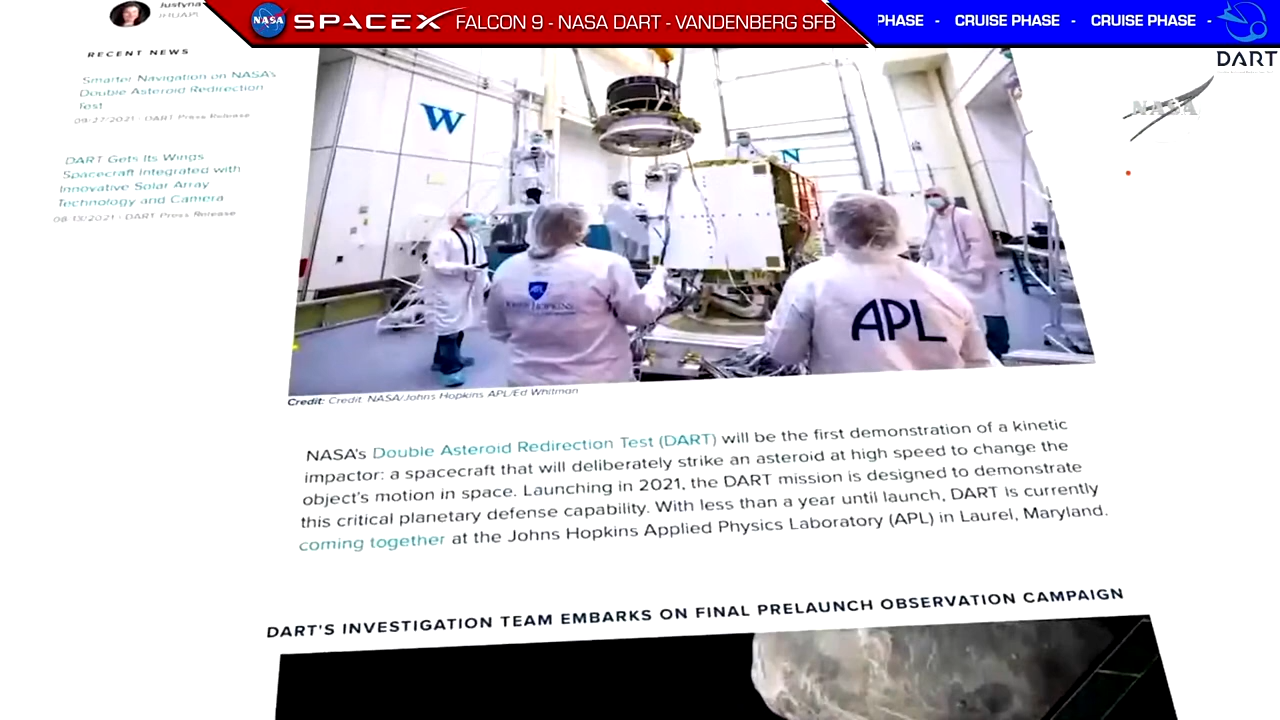 NASA SPACEX FALCON 9 - NASA DART - VANDENBERG SFB
PHASE - CRUISE PHASE - CRUISE PHASE -
DART
NASA
Justyna
RECENT NEWS
Smarter Navigation on NASA's
Double Asteroid Redirection
Test
09/27/2021 - DART Press Release
DART Gets Its Wings:
Spacecraft Integrated with
Innovative Solar Array
Technology and Camera
08/13/2021 - DART Press Release
W
N
APL
JOHNS HOPKINS
APL
Credit: Credit: NASA/Johns Hopkins APL/Ed Whitman
NASA's Double Asteroid Redirection Test (DART) will be the first demonstration of a kinetic
impactor: a spacecraft that will deliberately strike an asteroid at high speed to change the
object's motion in space. Launching in 2021, the DART mission is designed to demonstrate
this critical planetary defense capability. With less than a year until launch, DART is currently
coming together at the Johns Hopkins Applied Physics Laboratory (APL) in Laurel, Maryland.
DART'S INVESTIGATION TEAM EMBARKS ON FINAL PRELAUNCH OBSERVATION CAMPAIGN